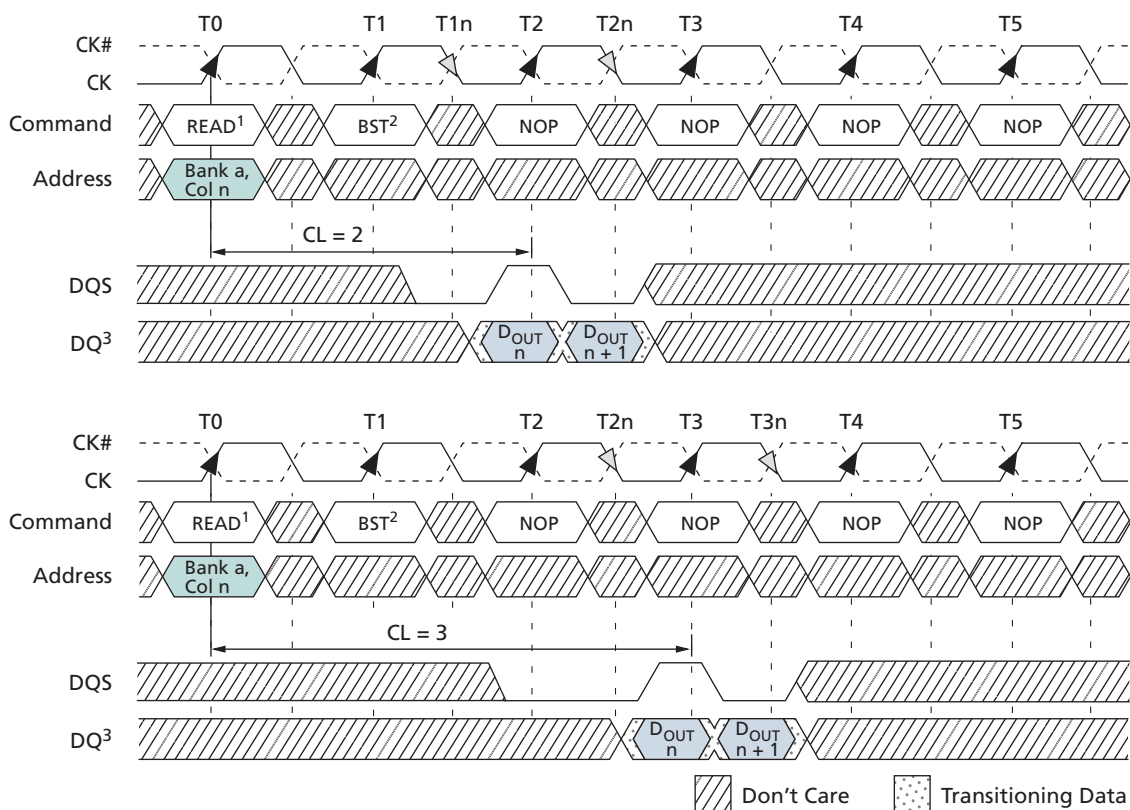 T0 T1 T1n T2 T2n T3 T4 T5
CK#
CK
Command READ¹ BST² NOP NOP NOP NOP
Address Bank a, Col n
CL = 2
DQS
DQ³ DOUT n DOUT n + 1
T0 T1 T2 T2n T3 T3n T4 T5
CK#
CK
Command READ¹ BST² NOP NOP NOP NOP
Address Bank a, Col n
CL = 3
DQS
DQ³ DOUT n DOUT n + 1
Don't Care Transitioning Data